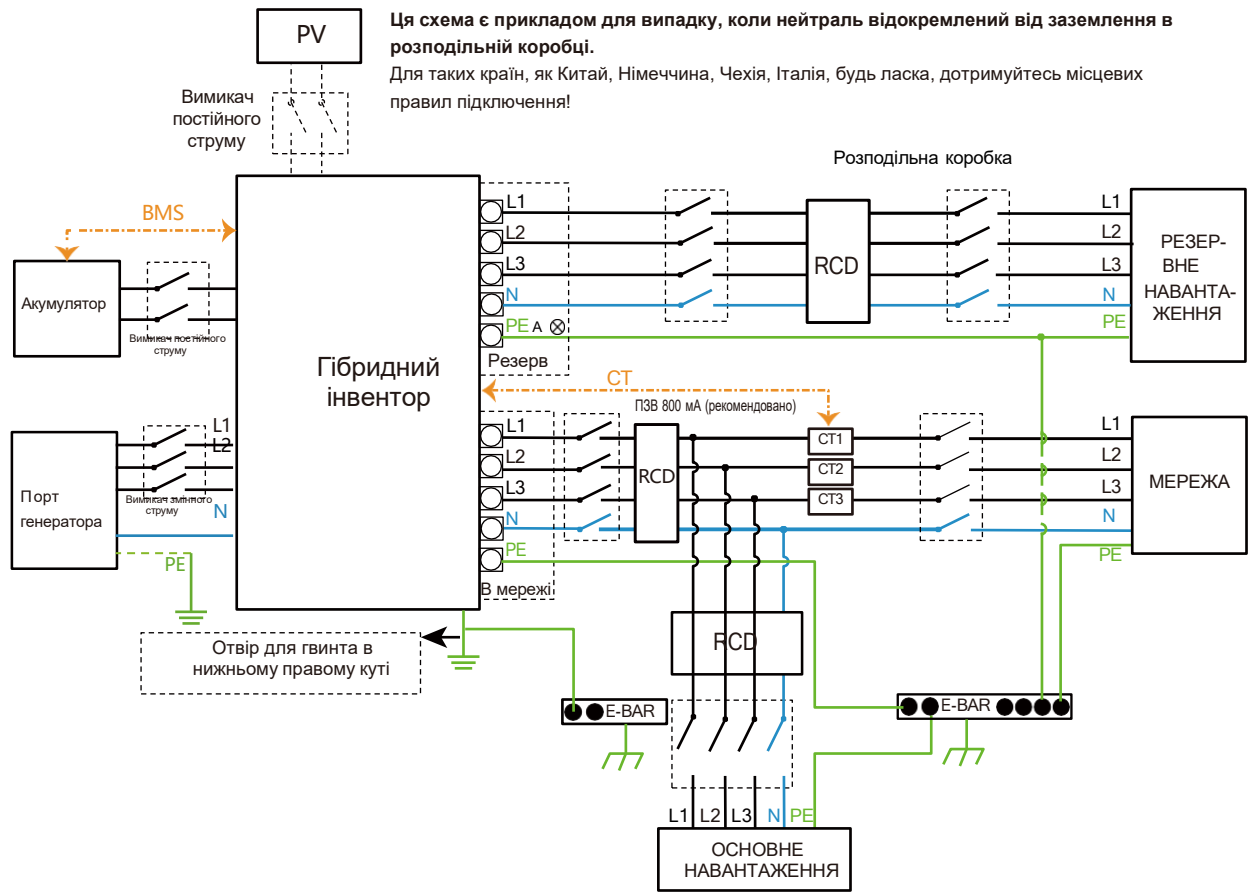 PV
Ця схема є прикладом для випадку, коли нейтраль відокремлений від заземлення в
розподільній коробці.
Для таких країн, як Китай, Німеччина, Чехія, Італія, будь ласка, дотримуйтесь місцевих
правил підключення!
Вимикач
постійного
струму
Розподільна коробка
BMS
Акумулятор
Вимикач постійного
струму
Гібридний
інвентор
L1
L2
L3
N
PE A
Резерв
RCD
L1
L2
L3
N
PE
РЕЗЕР-
ВНЕ
НАВАНТА-
ЖЕННЯ
CT
ПЗВ 800 мА (рекомендовано)
Порт
генератора
L1
L2
Вимикач змінного
струму
N
PE
L1
L2
L3
N
PE
В мережі
RCD
CT1
CT2
CT3
L1
L2
L3
N
PE
МЕРЕЖА
Отвір для гвинта в
нижньому правому куті
RCD
E-BAR
E-BAR
L1 L2 L3 N PE
ОСНОВНЕ
НАВАНТАЖЕННЯ